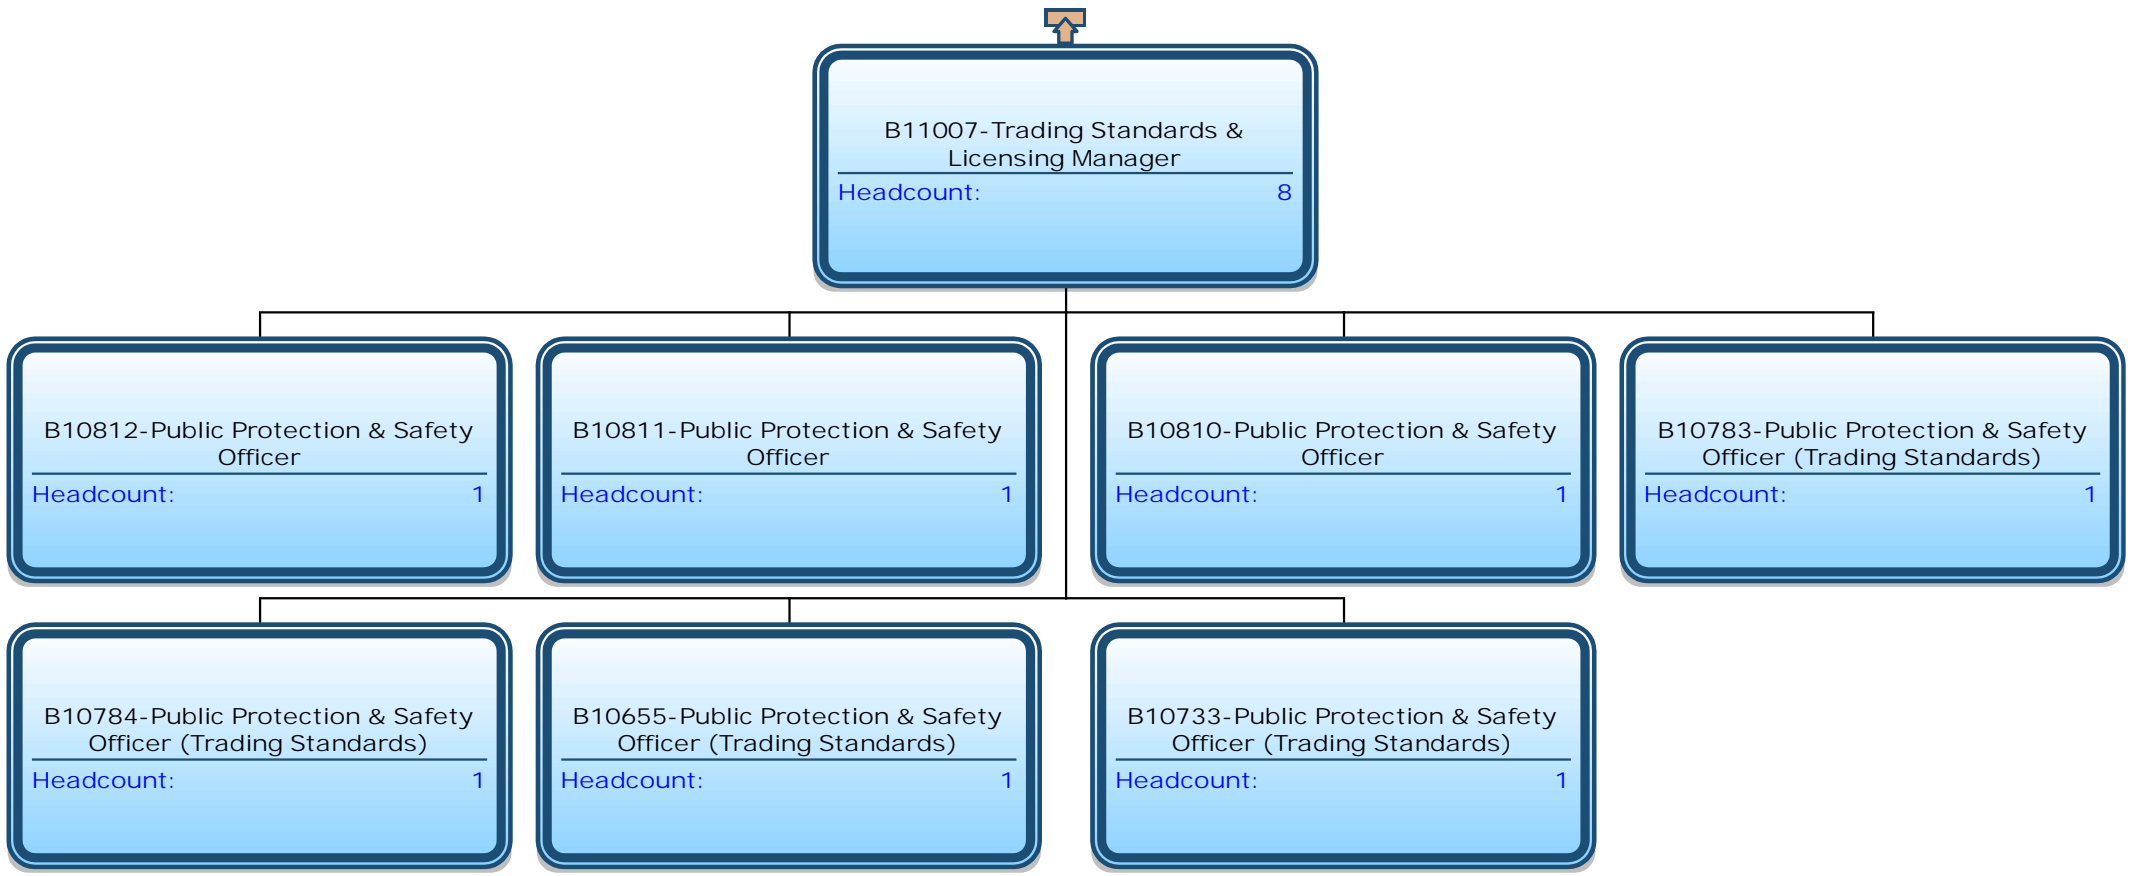 B11007-Trading Standards &
Licensing Manager
Headcount: 8
B10812-Public Protection & Safety
Officer
Headcount: 1
B10811-Public Protection & Safety
Officer
Headcount: 1
B10810-Public Protection & Safety
Officer
Headcount: 1
B10783-Public Protection & Safety
Officer (Trading Standards)
Headcount: 1
B10784-Public Protection & Safety
Officer (Trading Standards)
Headcount: 1
B10655-Public Protection & Safety
Officer (Trading Standards)
Headcount: 1
B10733-Public Protection & Safety
Officer (Trading Standards)
Headcount: 1